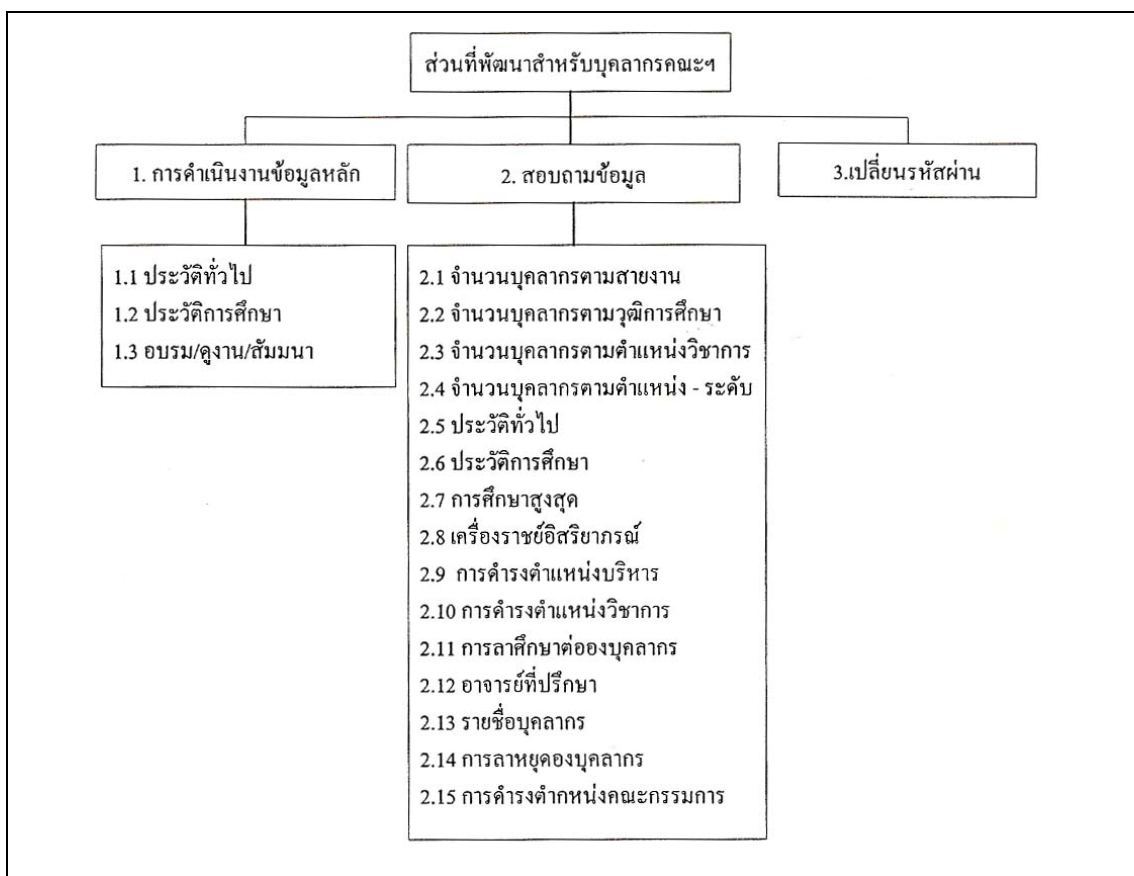 ส่วนที่พัฒนาสำหรับบุคลากรคณะฯ
1. การดำเนินงานข้อมูลหลัก
2. สอบถามข้อมูล
3.เปลี่ยนรหัสผ่าน
1.1 ประวัติทั่วไป
1.2 ประวัติการศึกษา
1.3 อบรม/ดูงาน/สัมมนา
2.1 จำนวนบุคลากรตามสายงาน
2.2 จำนวนบุคลากรตามวุฒิการศึกษา
2.3 จำนวนบุคลากรตามตำแหน่งวิชาการ
2.4 จำนวนบุคลากรตามตำแหน่ง - ระดับ
2.5 ประวัติทั่วไป
2.6 ประวัติการศึกษา
2.7 การศึกษาสูงสุด
2.8 เครื่องราชย์อิสริยาภรณ์
2.9 การดำรงตำแหน่งบริหาร
2.10 การดำรงตำแหน่งวิชาการ
2.11 การลาศึกษาต่อองบุคลากร
2.12 อาจารย์ที่ปรึกษา
2.13 รายชื่อบุคลากร
2.14 การลาหยุดองบุคลากร
2.15 การดำรงตำกหน่งคณะกรรมการ